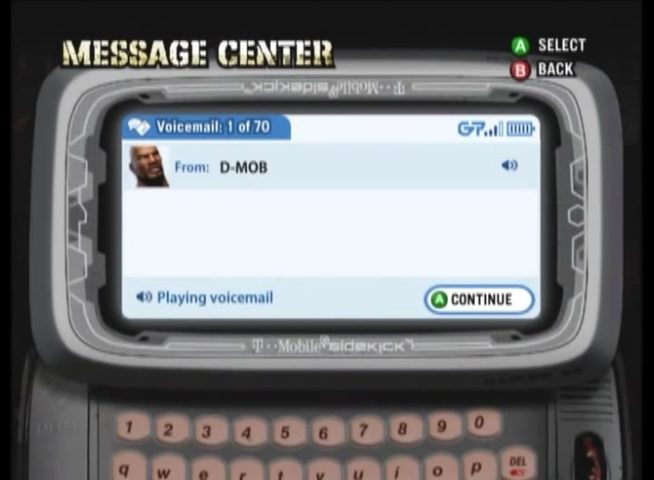 MESSAGE CENTER
A SELECT
B BACK
T··Mobile sidekick
Voicemail: 1 of 70
G7
From: D-MOB
Playing voicemail
A CONTINUE
T··Mobile sidekick
1 2 3 4 5 6 7 8 9 0
q w e r t y u i o p DEL